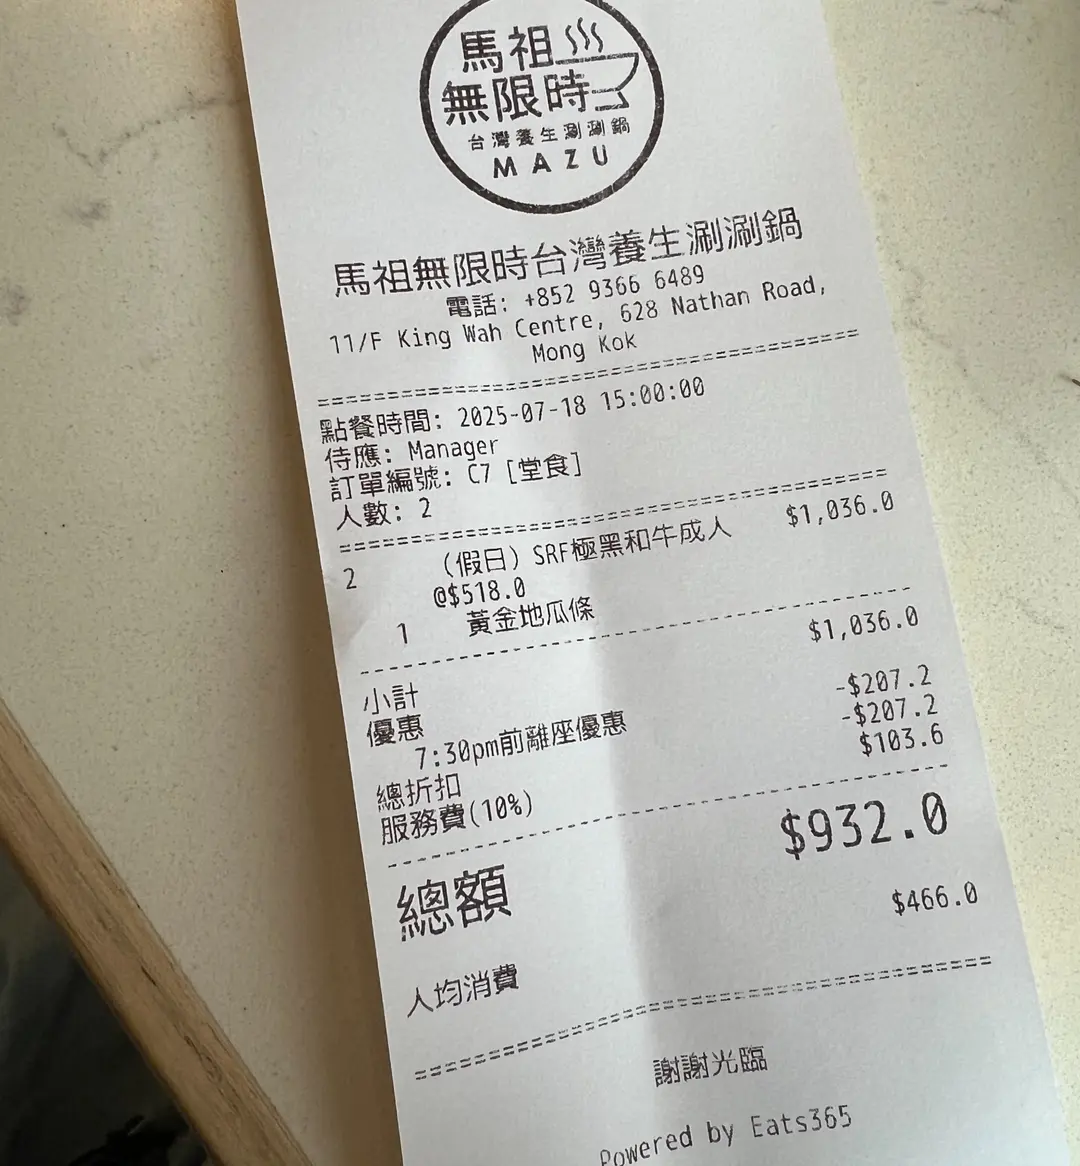 馬祖
無限時
台灣養生涮涮鍋
MAZU
馬祖無限時台灣養生涮涮鍋
電話: +852 9366 6489
11/F King Wah Centre, 628 Nathan Road,
Mong Kok
點餐時間: 2025-07-18 15:00:00
侍應: Manager
訂單編號: C7 [堂食]
人數: 2
2 (假日) SRF極黑和牛成人 $1,036.0
@$518.0
1 黃金地瓜條
小計 $1,036.0
優惠 -$207.2
7:30pm前離座優惠
總折扣 -$207.2
服務費(10%) $103.6
總額 $932.0
人均消費 $466.0
謝謝光臨
Powered by Eats365